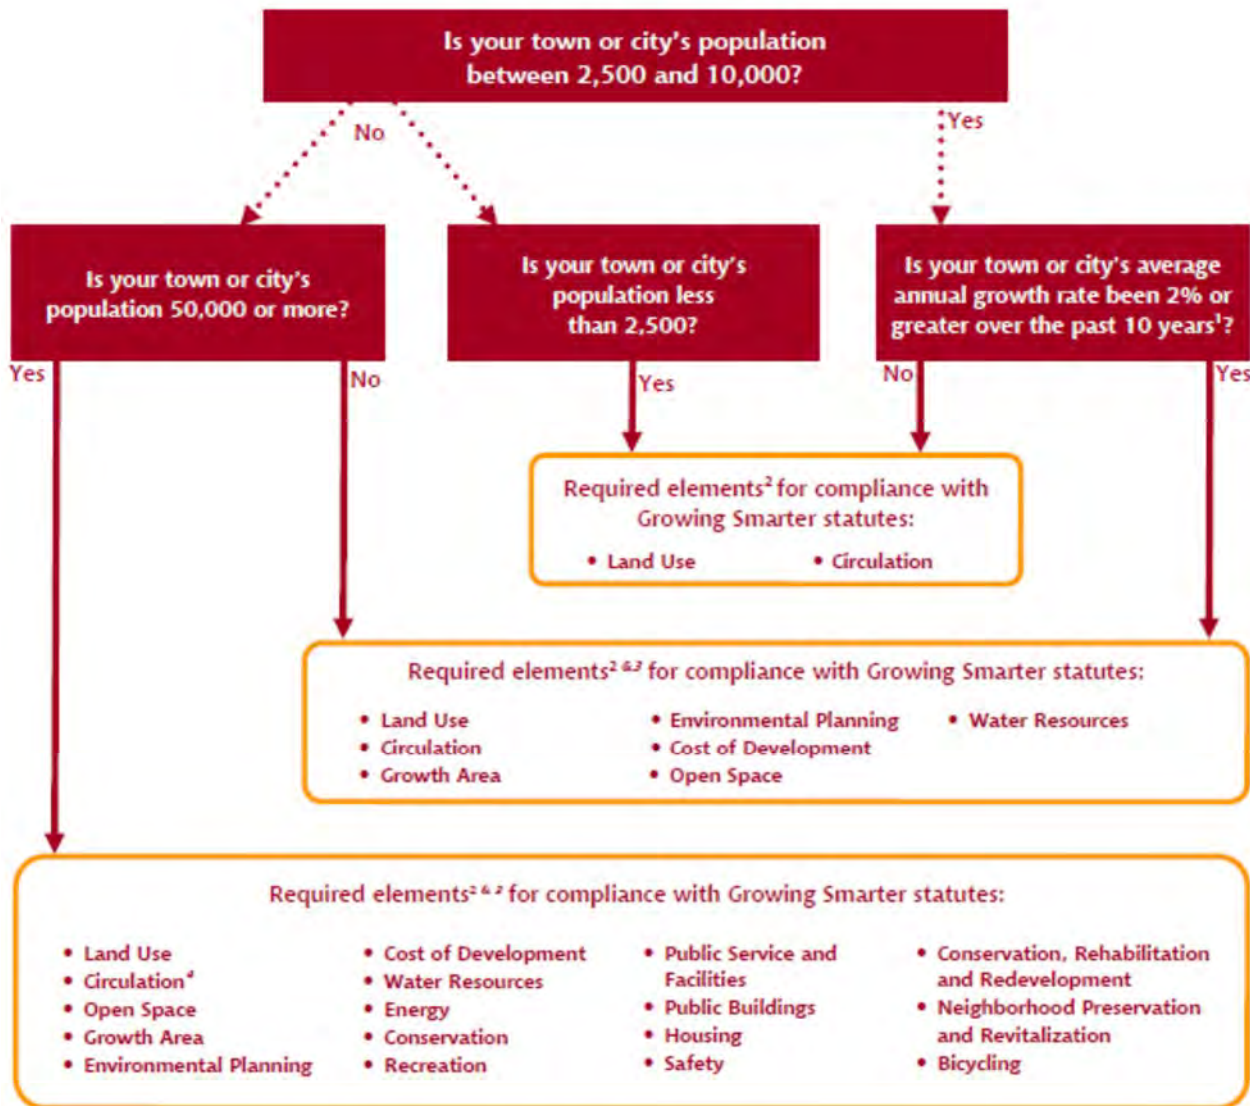 Is your town or city's population
between 2,500 and 10,000?
No
Yes
Is your town or city's
population 50,000 or more?
Is your town or city's
population less
than 2,500?
Is your town or city's average
annual growth rate been 2% or
greater over the past 10 years¹?
Yes
No
Yes
No
Yes
Required elements² for compliance with
Growing Smarter statutes:
• Land Use
• Circulation
Required elements² & ³ for compliance with Growing Smarter statutes:
• Land Use
• Circulation
• Growth Area
• Environmental Planning
• Cost of Development
• Open Space
• Water Resources
Required elements² & ³ for compliance with Growing Smarter statutes:
• Land Use
• Circulation⁴
• Open Space
• Growth Area
• Environmental Planning
• Cost of Development
• Water Resources
• Energy
• Conservation
• Recreation
• Public Service and
Facilities
• Public Buildings
• Housing
• Safety
• Conservation, Rehabilitation
and Redevelopment
• Neighborhood Preservation
and Revitalization
• Bicycling